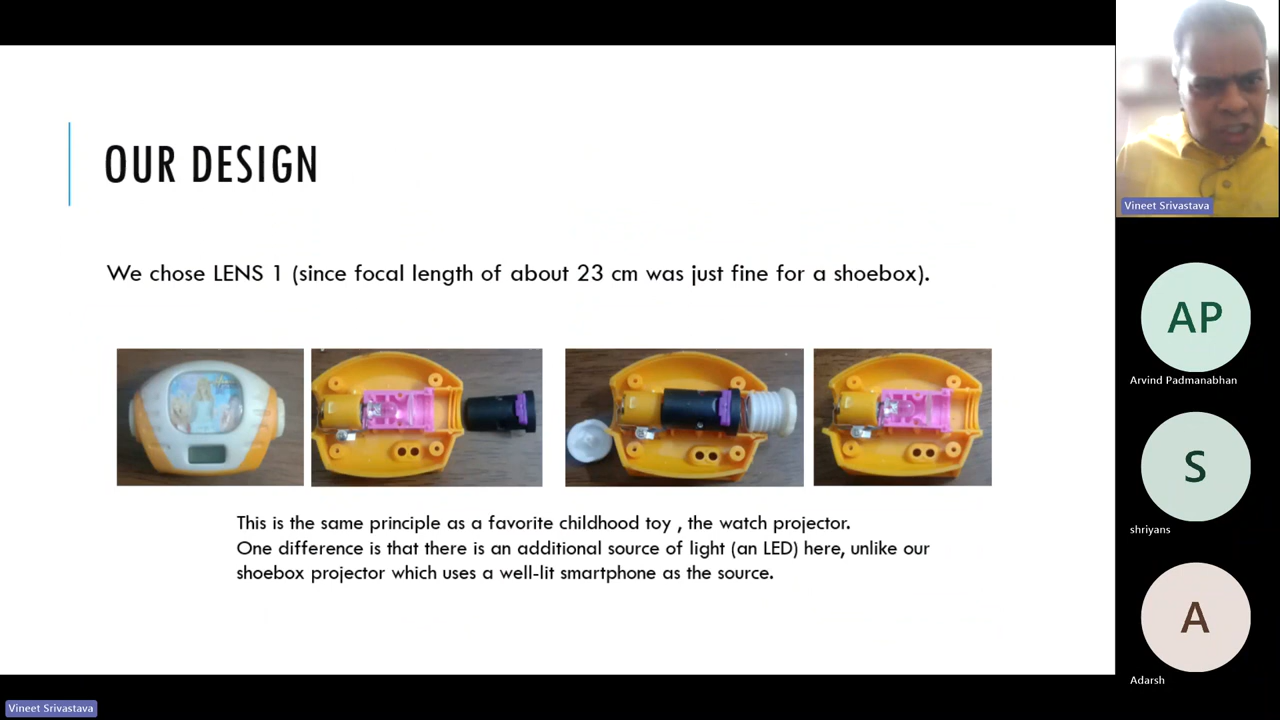 OUR DESIGN
We chose LENS 1 (since focal length of about 23 cm was just fine for a shoebox).
This is the same principle as a favorite childhood toy , the watch projector.
One difference is that there is an additional source of light (an LED) here, unlike our
shoebox projector which uses a well-lit smartphone as the source.
Vineet Srivastava
AP
Arvind Padmanabhan
S
shriyans
A
Adarsh
Vineet Srivastava